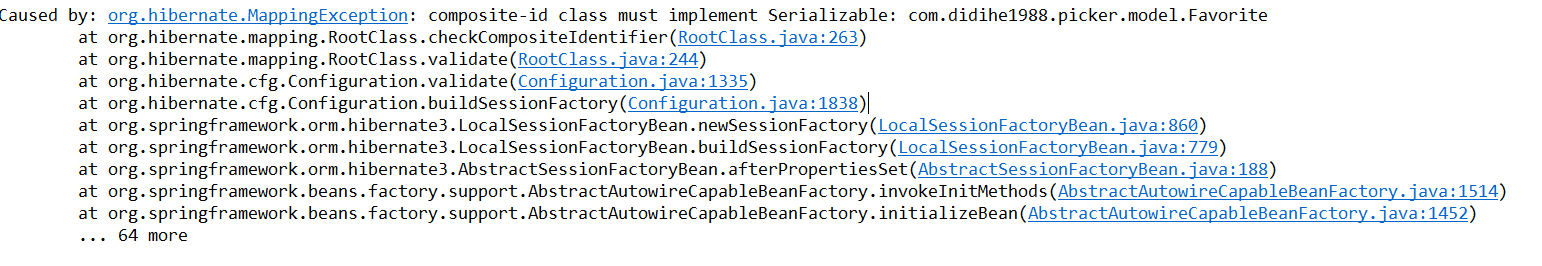 Caused by: org.hibernate.MappingException: composite-id class must implement Serializable: com.didihe1988.picker.model.Favorite
at org.hibernate.mapping.RootClass.checkCompositeIdentifier(RootClass.java:263)
at org.hibernate.mapping.RootClass.validate(RootClass.java:244)
at org.hibernate.cfg.Configuration.validate(Configuration.java:1335)
at org.hibernate.cfg.Configuration.buildSessionFactory(Configuration.java:1838)
at org.springframework.orm.hibernate3.LocalSessionFactoryBean.newSessionFactory(LocalSessionFactoryBean.java:860)
at org.springframework.orm.hibernate3.LocalSessionFactoryBean.buildSessionFactory(LocalSessionFactoryBean.java:779)
at org.springframework.orm.hibernate3.AbstractSessionFactoryBean.afterPropertiesSet(AbstractSessionFactoryBean.java:188)
at org.springframework.beans.factory.support.AbstractAutowireCapableBeanFactory.invokeInitMethods(AbstractAutowireCapableBeanFactory.java:1514)
at org.springframework.beans.factory.support.AbstractAutowireCapableBeanFactory.initializeBean(AbstractAutowireCapableBeanFactory.java:1452)
... 64 more